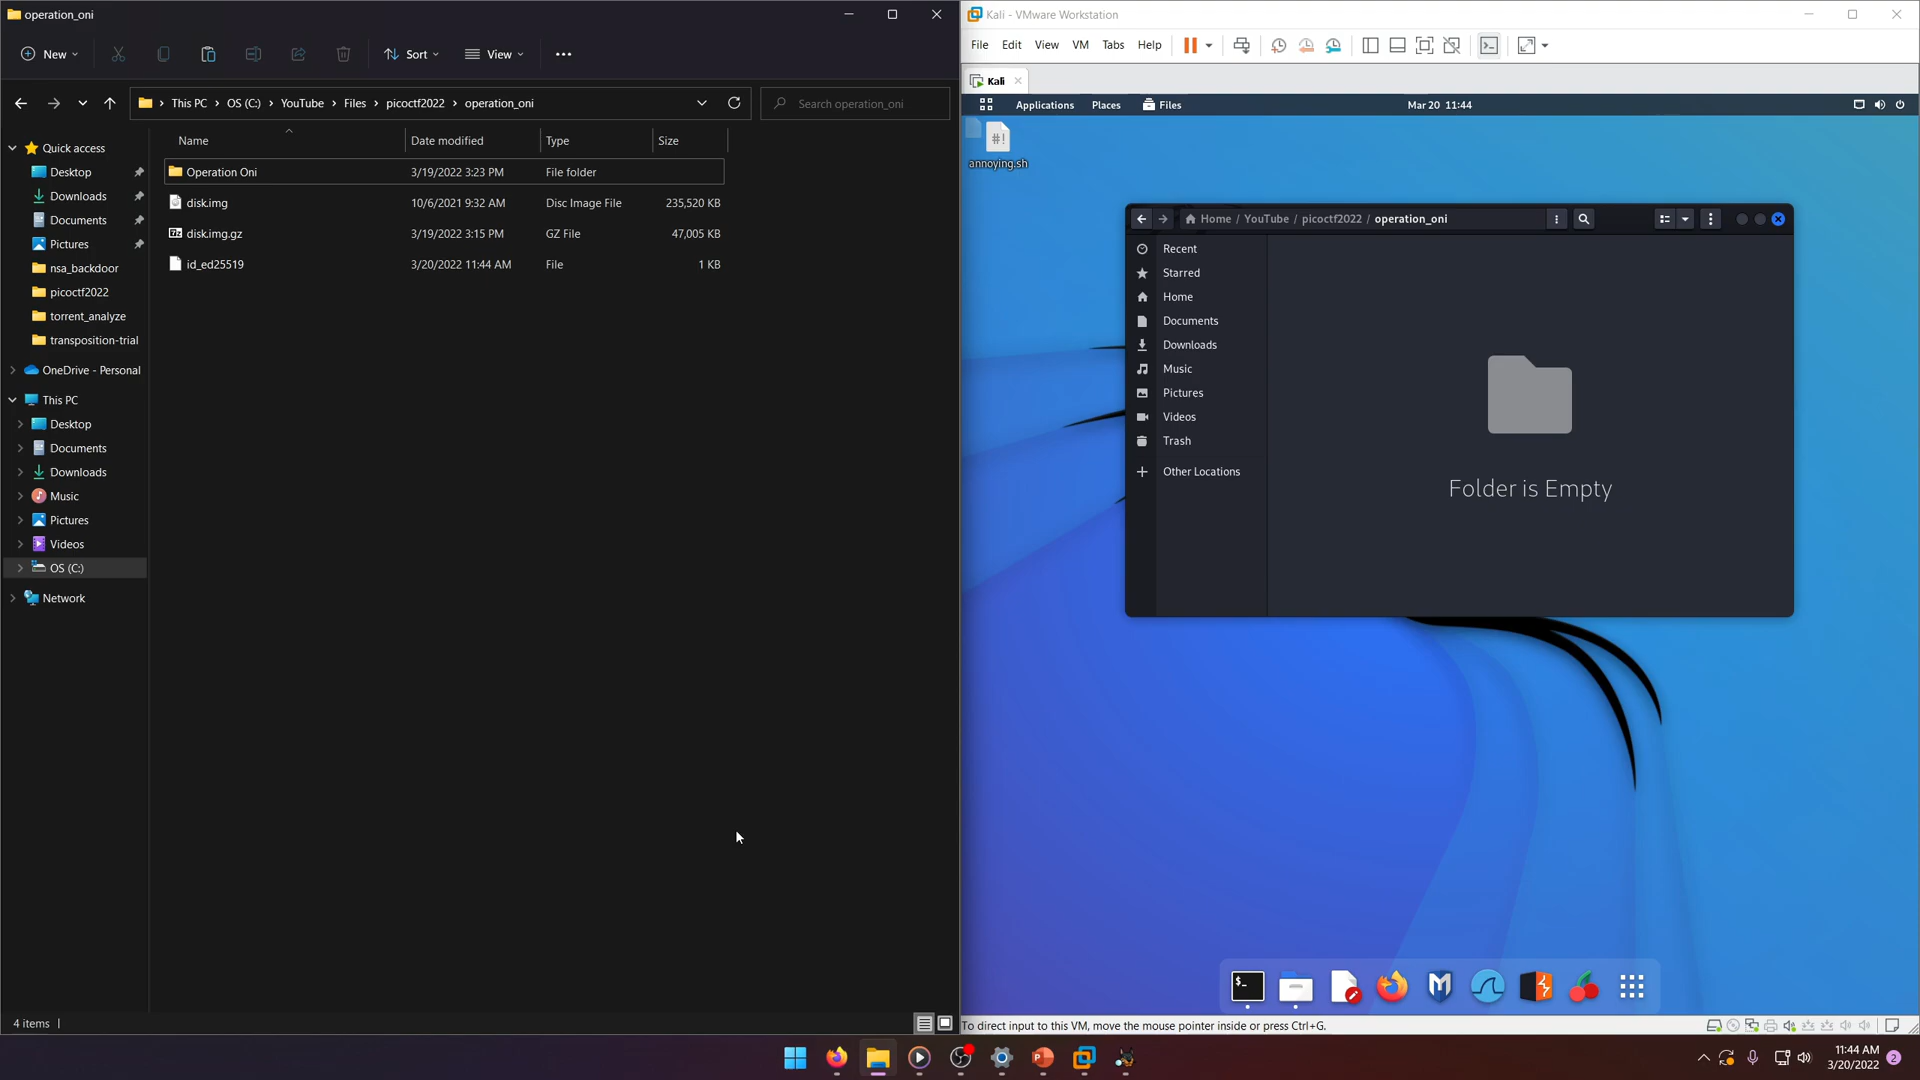 operation_oni
New
Sort
View
This PC
OS (C:)
YouTube
Files
picoctf2022
operation_oni
Search operation_oni
Name
Date modified
Type
Size
Operation Oni
3/19/2022 3:23 PM
File folder
disk.img
10/6/2021 9:32 AM
Disc Image File
235,520 KB
disk.img.gz
3/19/2022 3:15 PM
GZ File
47,005 KB
id_ed25519
3/20/2022 11:44 AM
File
1 KB
Quick access
Desktop
Downloads
Documents
Pictures
nsa_backdoor
picoctf2022
torrent_analyze
transposition-trial
OneDrive - Personal
This PC
Desktop
Documents
Downloads
Music
Pictures
Videos
OS (C:)
Network
4 items
Kali - VMware Workstation
File
Edit
View
VM
Tabs
Help
Kali
Applications
Places
Files
Mar 20 11:44
#!
annoying.sh
Home / YouTube / picoctf2022 / operation_oni
Recent
Starred
Home
Documents
Downloads
Music
Pictures
Videos
Trash
Other Locations
Folder is Empty
To direct input to this VM, move the mouse pointer inside or press Ctrl+G.
11:44 AM
3/20/2022
2